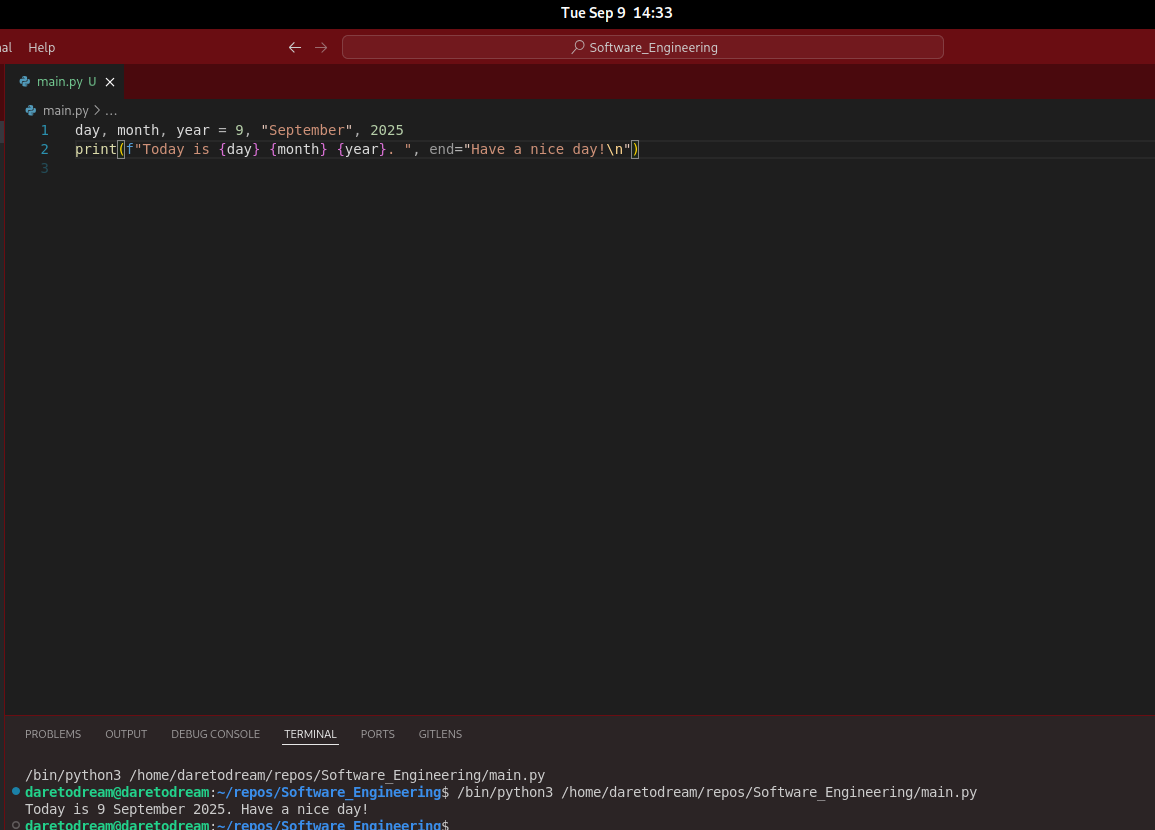 Tue Sep 9 14:33
al Help
Software_Engineering
main.py U
main.py > ...
1 day, month, year = 9, "September", 2025
2 print(f"Today is {day} {month} {year}. ", end="Have a nice day!\n")
3
PROBLEMS OUTPUT DEBUG CONSOLE TERMINAL PORTS GITLENS
/bin/python3 /home/daretodream/repos/Software_Engineering/main.py
daretodream@daretodream:~/repos/Software_Engineering$ /bin/python3 /home/daretodream/repos/Software_Engineering/main.py
Today is 9 September 2025. Have a nice day!
daretodream@daretodream:~/repos/Software_Engineering$